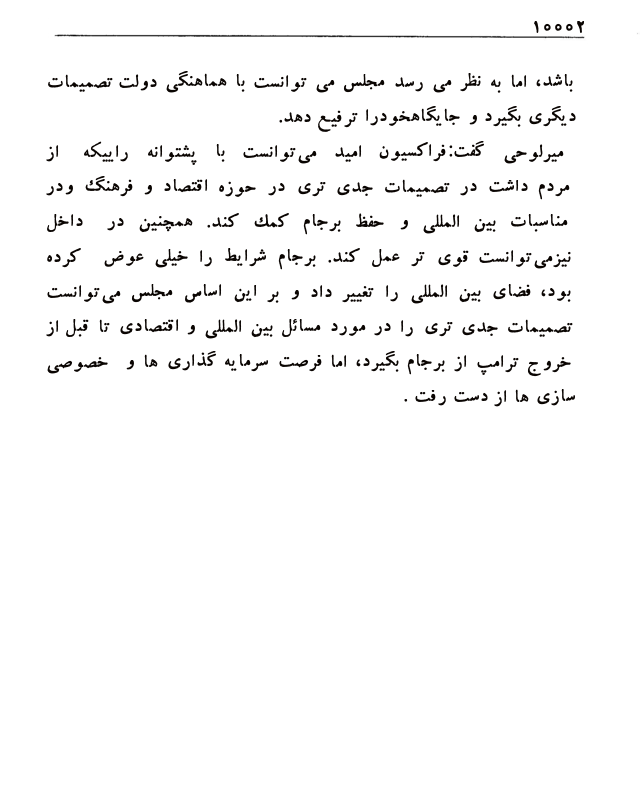 ۱۰۰۰۲
باشد، اما به نظر می رسد مجلس می توانست با هماهنگی دولت تصمیمات
دیگری بگیرد و جایگاهخودرا ترفیع دهد.
میرلوحی گفت:فراکسیون امید می‌توانست با پشتوانه راییکه از
مردم داشت در تصمیمات جدی تری در حوزه اقتصاد و فرهنگ ودر
مناسبات بین المللی و حفظ برجام کمك کند. همچنین در داخل
نیزمی‌توانست قوی تر عمل کند. برجام شرایط را خیلی عوض کرده
بود، فضای بین المللی را تغییر داد و بر این اساس مجلس می‌توانست
تصمیمات جدی تری را در مورد مسائل بین المللی و اقتصادی تا قبل از
خروج ترامپ از برجام بگیرد، اما فرصت سرمایه گذاری ها و خصوصی
سازی ها از دست رفت .